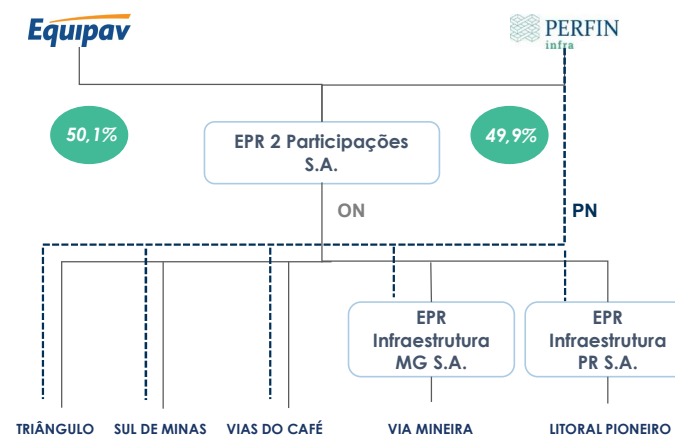 Equipav
PERFIN
infra
50,1%
EPR 2 Participações
S.A.
49,9%
ON
PN
EPR
Infraestrutura
MG S.A.
EPR
Infraestrutura
PR S.A.
TRIÂNGULO
SUL DE MINAS
VIAS DO CAFÉ
VIA MINEIRA
LITORAL PIONEIRO